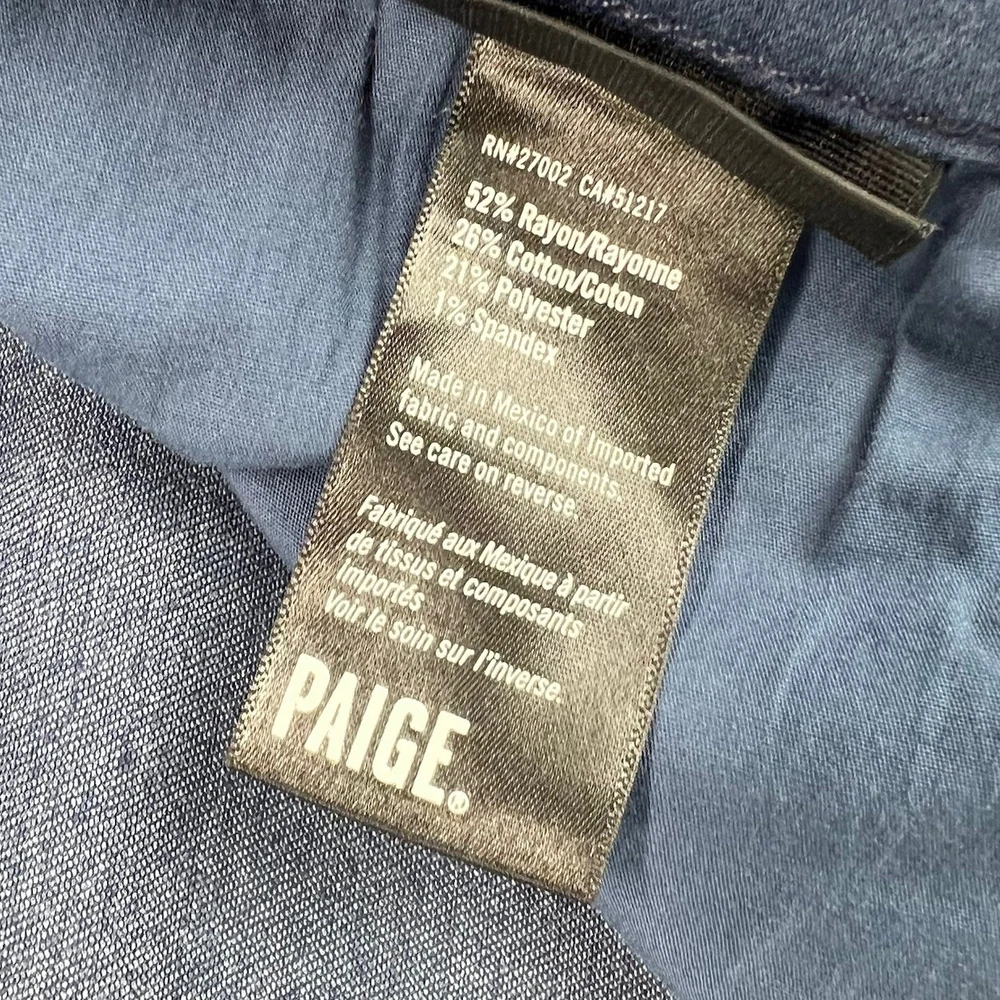 RN#27002 CA#51217
52% Rayon/Rayonne
26% Cotton/Coton
21% Polyester
1% Spandex
Made in Mexico of Imported
fabric and components.
See care on reverse.
Fabriqué aux Mexique à partir
de tissus et composants
importés
Voir le soin sur l'inverse.
PAIGE®